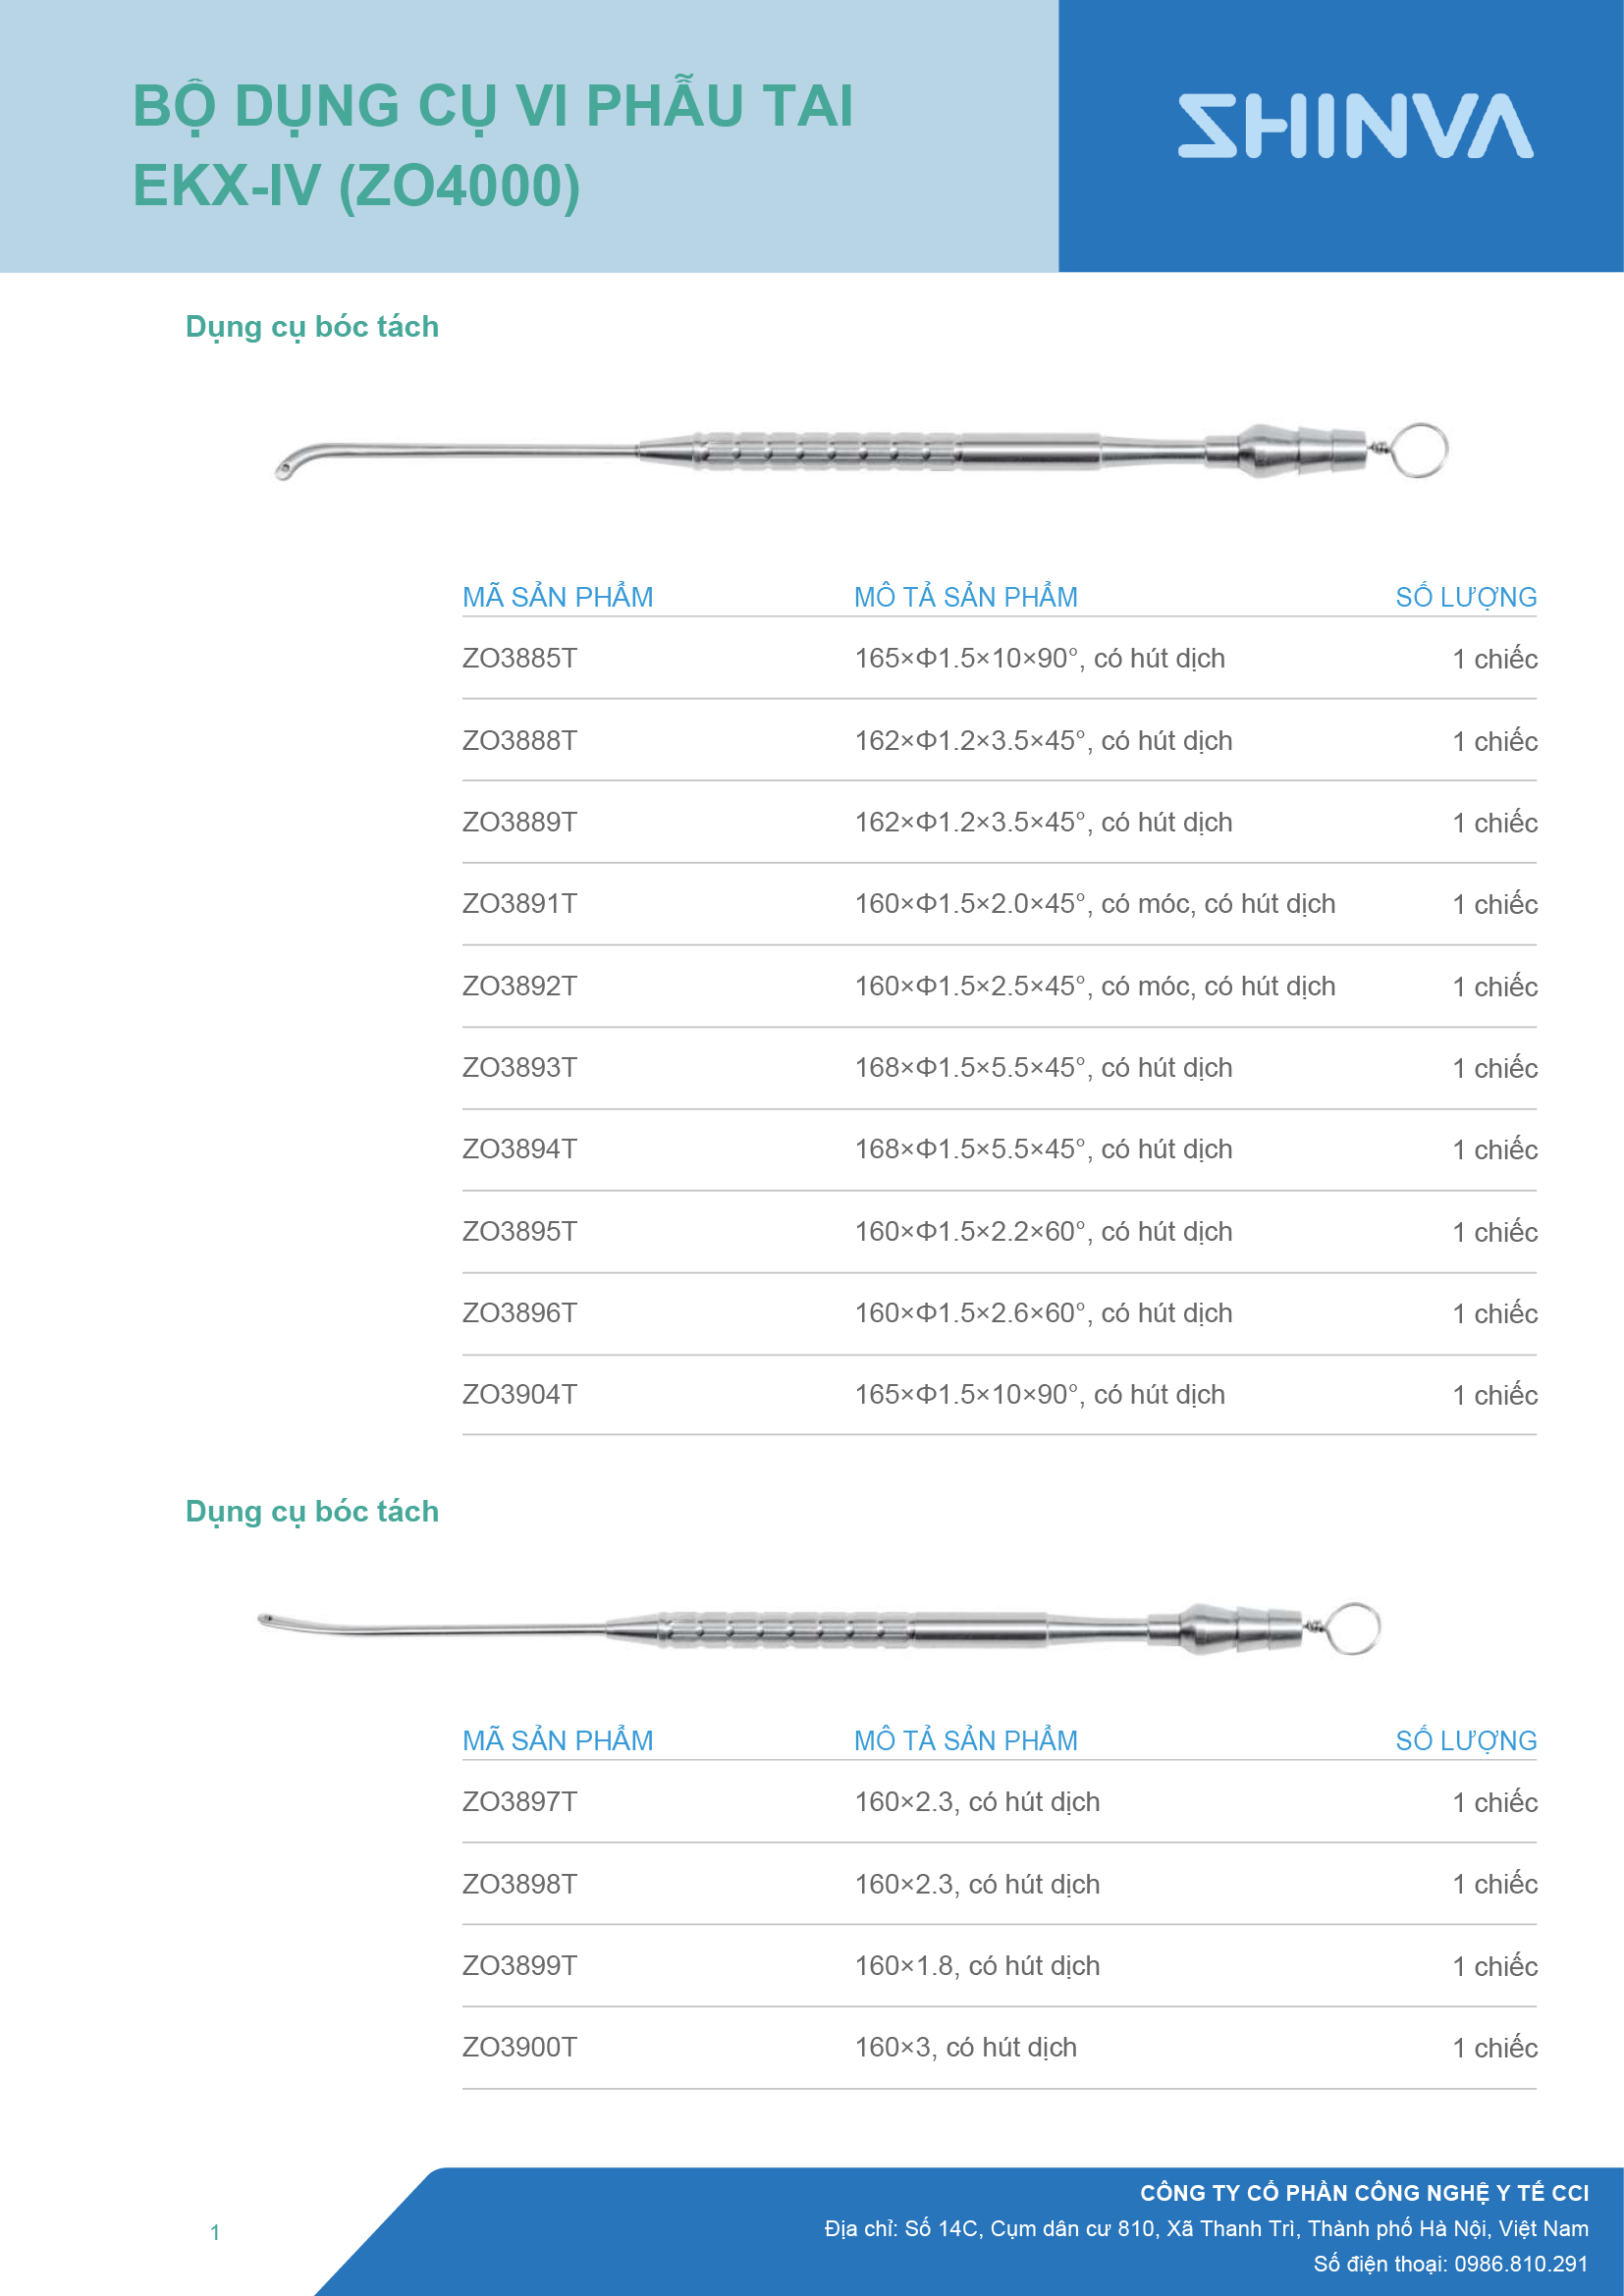 BỘ DỤNG CỤ VI PHẪU TAI
EKX-IV (ZO4000)
SHINVA
Dụng cụ bóc tách
MÃ SẢN PHẨM MÔ TẢ SẢN PHẨM SỐ LƯỢNG
ZO3885T 165×Φ1.5×10×90°, có hút dịch 1 chiếc
ZO3888T 162×Φ1.2×3.5×45°, có hút dịch 1 chiếc
ZO3889T 162×Φ1.2×3.5×45°, có hút dịch 1 chiếc
ZO3891T 160×Φ1.5×2.0×45°, có móc, có hút dịch 1 chiếc
ZO3892T 160×Φ1.5×2.5×45°, có móc, có hút dịch 1 chiếc
ZO3893T 168×Φ1.5×5.5×45°, có hút dịch 1 chiếc
ZO3894T 168×Φ1.5×5.5×45°, có hút dịch 1 chiếc
ZO3895T 160×Φ1.5×2.2×60°, có hút dịch 1 chiếc
ZO3896T 160×Φ1.5×2.6×60°, có hút dịch 1 chiếc
ZO3904T 165×Φ1.5×10×90°, có hút dịch 1 chiếc
Dụng cụ bóc tách
MÃ SẢN PHẨM MÔ TẢ SẢN PHẨM SỐ LƯỢNG
ZO3897T 160×2.3, có hút dịch 1 chiếc
ZO3898T 160×2.3, có hút dịch 1 chiếc
ZO3899T 160×1.8, có hút dịch 1 chiếc
ZO3900T 160×3, có hút dịch 1 chiếc
CÔNG TY CỔ PHẦN CÔNG NGHỆ Y TẾ CCI
Địa chỉ: Số 14C, Cụm dân cư 810, Xã Thanh Trì, Thành phố Hà Nội, Việt Nam
Số điện thoại: 0986.810.291
1